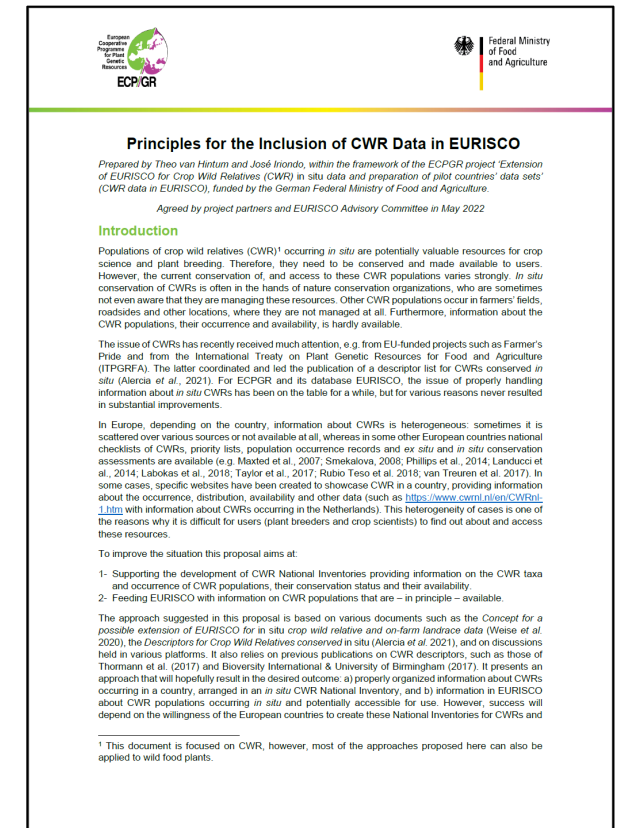 European
Cooperative
Programme
for Plant
Genetic
Resources
ECP/GR
Federal Ministry
of Food
and Agriculture
Principles for the Inclusion of CWR Data in EURISCO
Prepared by Theo van Hintum and José Iriondo, within the framework of the ECPGR project 'Extension
of EURISCO for Crop Wild Relatives (CWR) in situ data and preparation of pilot countries' data sets'
(CWR data in EURISCO), funded by the German Federal Ministry of Food and Agriculture.
Agreed by project partners and EURISCO Advisory Committee in May 2022
Introduction
Populations of crop wild relatives (CWR)¹ occurring in situ are potentially valuable resources for crop
science and plant breeding. Therefore, they need to be conserved and made available to users.
However, the current conservation of, and access to these CWR populations varies strongly. In situ
conservation of CWRs is often in the hands of nature conservation organizations, who are sometimes
not even aware that they are managing these resources. Other CWR populations occur in farmers' fields,
roadsides and other locations, where they are not managed at all. Furthermore, information about the
CWR populations, their occurrence and availability, is hardly available.
The issue of CWRs has recently received much attention, e.g. from EU-funded projects such as Farmer's
Pride and from the International Treaty on Plant Genetic Resources for Food and Agriculture
(ITPGRFA). The latter coordinated and led the publication of a descriptor list for CWRs conserved in
situ (Alercia et al., 2021). For ECPGR and its database EURISCO, the issue of properly handling
information about in situ CWRs has been on the table for a while, but for various reasons never resulted
in substantial improvements.
In Europe, depending on the country, information about CWRs is heterogeneous: sometimes it is
scattered over various sources or not available at all, whereas in some other European countries national
checklists of CWRs, priority lists, population occurrence records and ex situ and in situ conservation
assessments are available (e.g. Maxted et al., 2007; Smekalova, 2008; Phillips et al., 2014; Landucci et
al., 2014; Labokas et al., 2018; Taylor et al., 2017; Rubio Teso et al. 2018; van Treuren et al. 2017). In
some cases, specific websites have been created to showcase CWR in a country, providing information
about the occurrence, distribution, availability and other data (such as https://www.cwrnl.nl/en/CWRnl-
1.htm with information about CWRs occurring in the Netherlands). This heterogeneity of cases is one of
the reasons why it is difficult for users (plant breeders and crop scientists) to find out about and access
these resources.
To improve the situation this proposal aims at:
1- Supporting the development of CWR National Inventories providing information on the CWR taxa
and occurrence of CWR populations, their conservation status and their availability.
2- Feeding EURISCO with information on CWR populations that are – in principle – available.
The approach suggested in this proposal is based on various documents such as the Concept for a
possible extension of EURISCO for in situ crop wild relative and on-farm landrace data (Weise et al.
2020), the Descriptors for Crop Wild Relatives conserved in situ (Alercia et al. 2021), and on discussions
held in various platforms. It also relies on previous publications on CWR descriptors, such as those of
Thormann et al. (2017) and Bioversity International & University of Birmingham (2017). It presents an
approach that will hopefully result in the desired outcome: a) properly organized information about CWRs
occurring in a country, arranged in an in situ CWR National Inventory, and b) information in EURISCO
about CWR populations occurring in situ and potentially accessible for use. However, success will
depend on the willingness of the European countries to create these National Inventories for CWRs and
¹ This document is focused on CWR, however, most of the approaches proposed here can also be
applied to wild food plants.